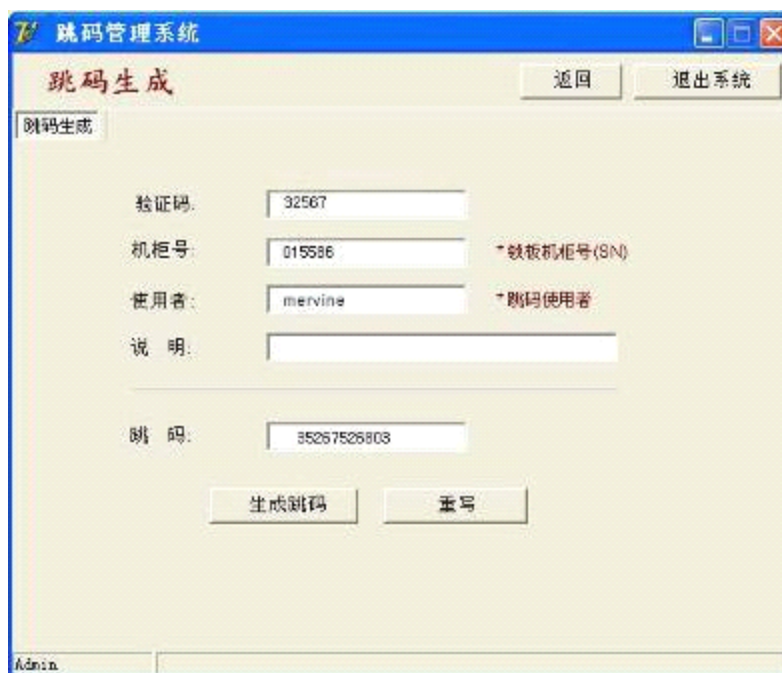 跳码管理系统
跳码生成
返回
退出系统
跳码生成
验证码:
32567
机柜号:
015586
*锁板机柜号(SN)
使用者:
mervine
*跳码使用者
说 明:
跳 码:
35267526803
生成跳码
重写
Admin